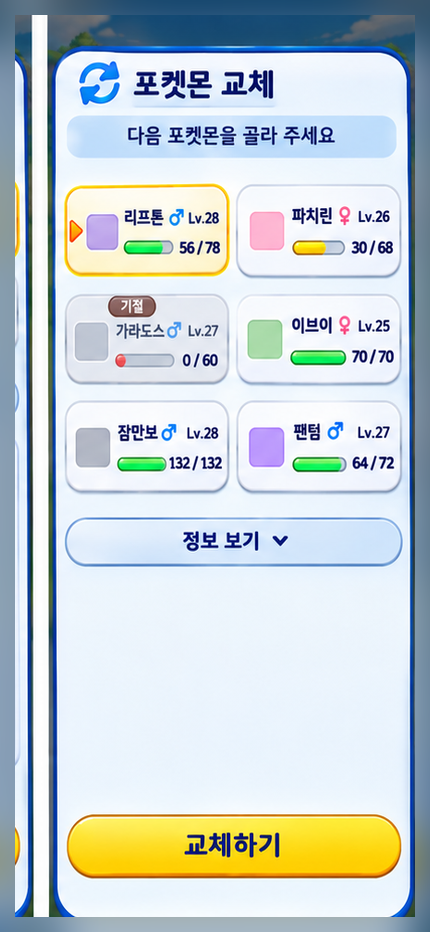 포켓몬 교체
다음 포켓몬을 골라 주세요
리프톤 ♂ Lv.28
56/78
파치린 ♀ Lv.26
30/68
기절
가라도스 ♂ Lv.27
0/60
이브이 ♀ Lv.25
70/70
잠만보 ♂ Lv.28
132/132
팬텀 ♂ Lv.27
64/72
정보 보기
교체하기